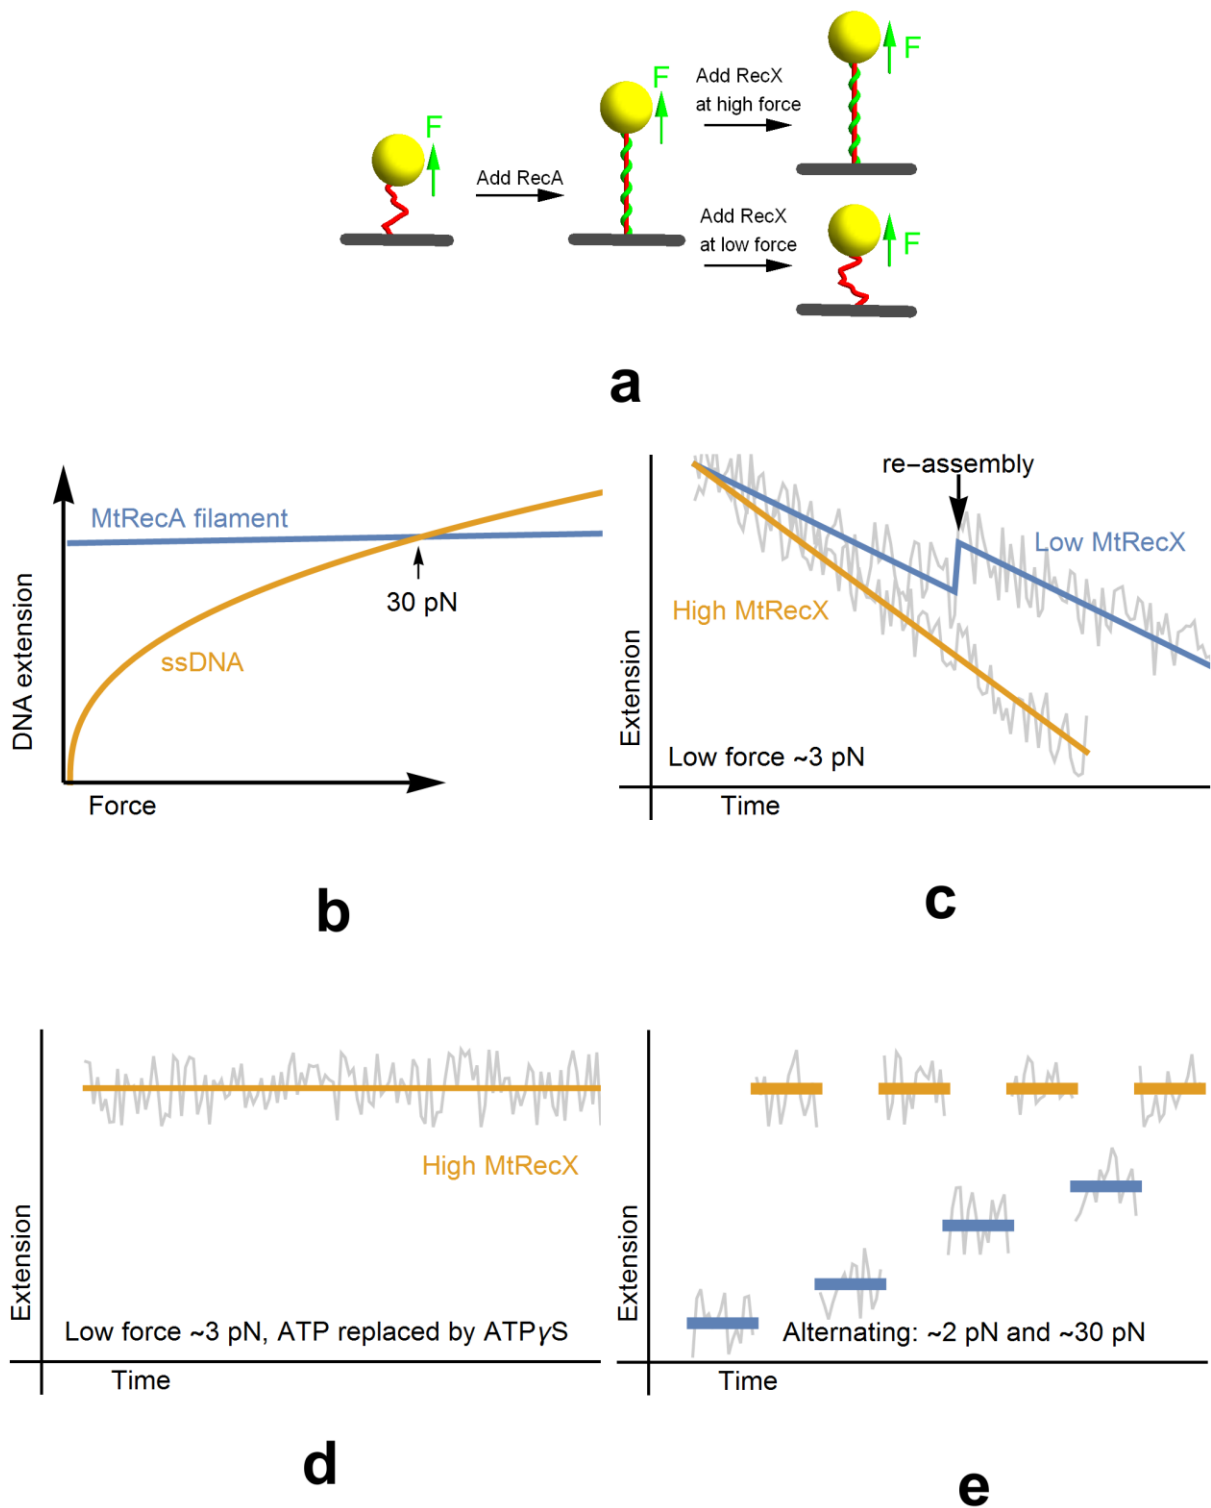 F
Add RecA
F
Add RecX
at high force
F
Add RecX
at low force
F
a
DNA extension
MtRecA filament
30 pN
ssDNA
Force
b
Extension
re-assembly
Low MtRecX
High MtRecX
Low force ~3 pN
Time
c
Extension
High MtRecX
Low force ~3 pN, ATP replaced by ATPγS
Time
d
Extension
Alternating: ~2 pN and ~30 pN
Time
e